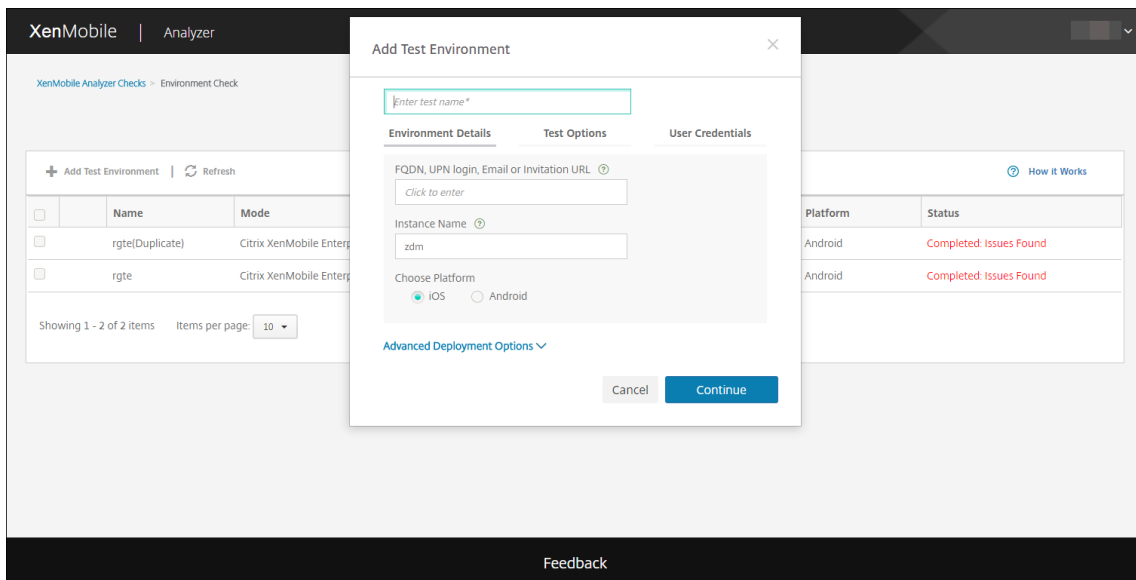 XenMobile | Analyzer
XenMobile Analyzer Checks > Environment Check
Add Test Environment | Refresh
How it Works
Name Mode Platform Status
rgte(Duplicate) Citrix XenMobile Enterp Android Completed: Issues Found
rgte Citrix XenMobile Enterp Android Completed: Issues Found
Showing 1 - 2 of 2 items Items per page: 10
Add Test Environment
Enter test name*
Environment Details Test Options User Credentials
FQDN, UPN login, Email or Invitation URL ?
Click to enter
Instance Name ?
zdm
Choose Platform
iOS Android
Advanced Deployment Options
Cancel Continue
Feedback